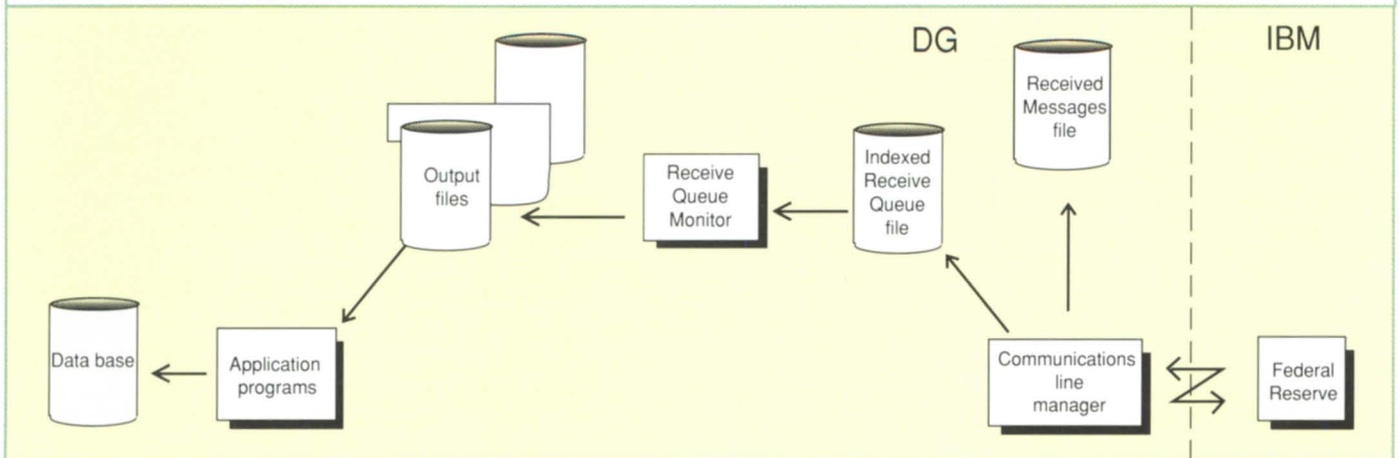 DG
IBM
Received
Messages
file
Indexed
Receive
Queue
file
Receive
Queue
Monitor
Output
files
Data base
Application
programs
Communications
line
manager
Federal
Reserve